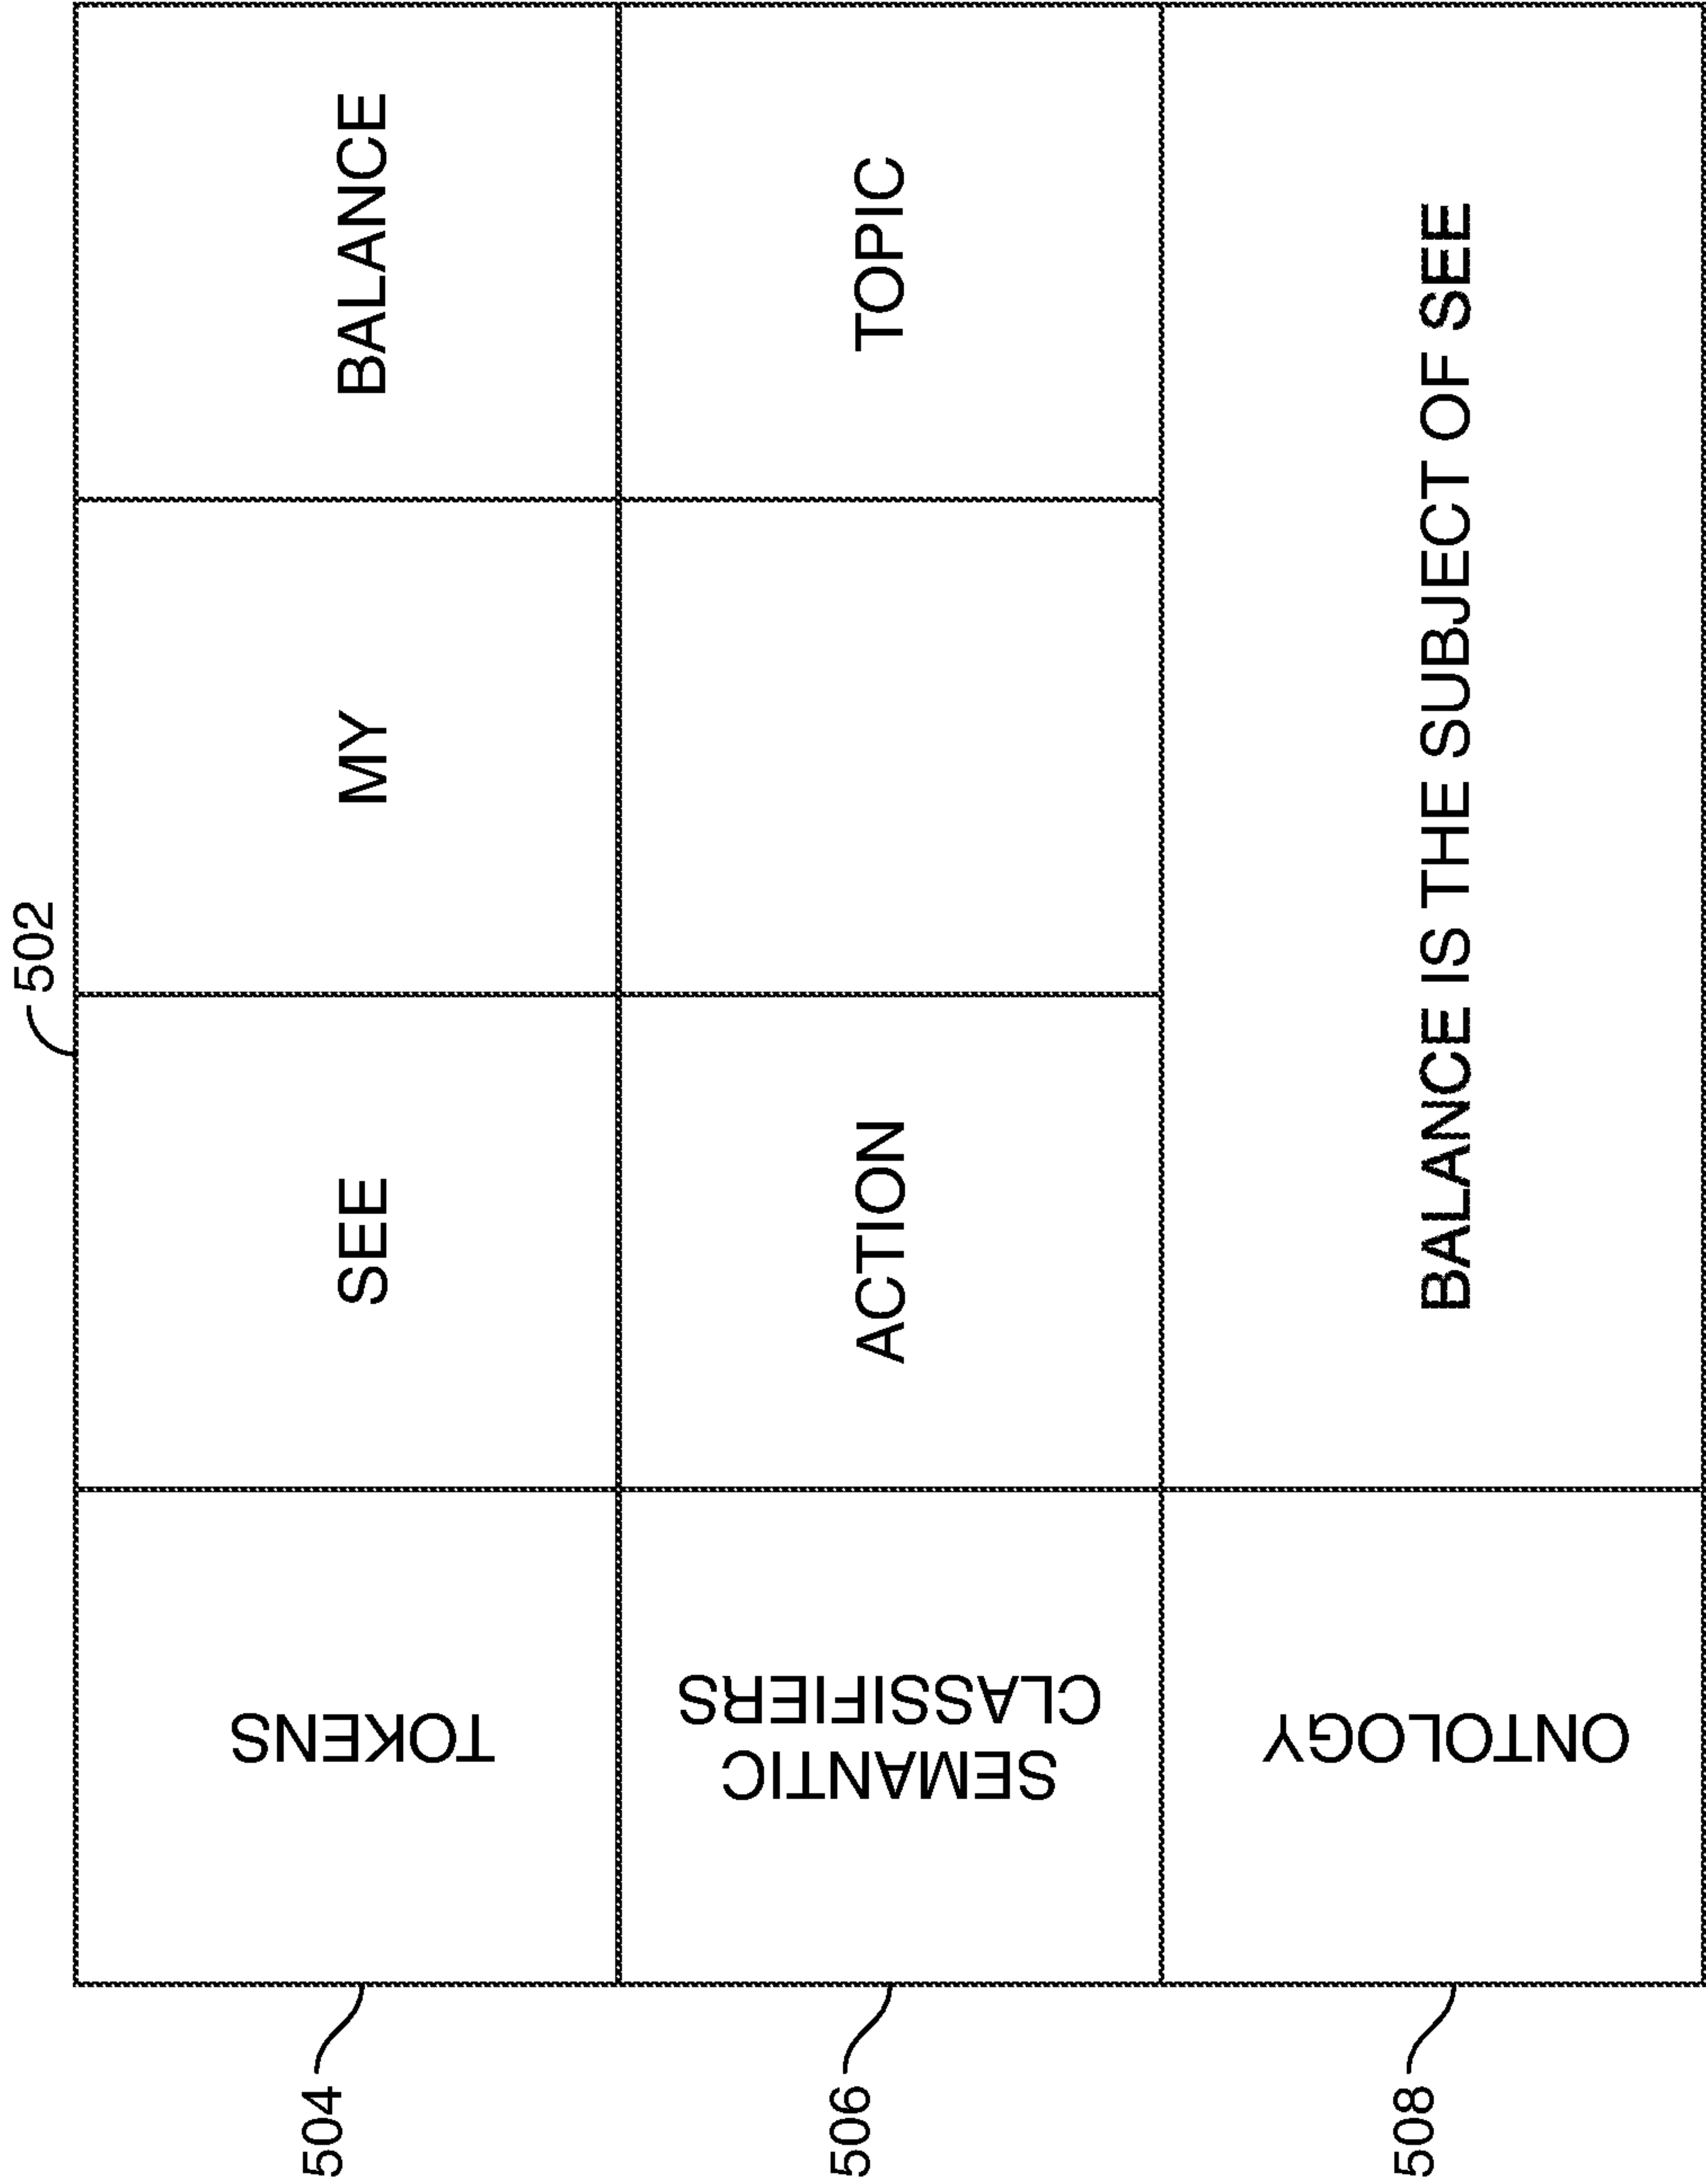 502
504
TOKENS
SEE
MY
BALANCE
506
SEMANTIC
CLASSIFIERS
ACTION
TOPIC
508
ONTOLOGY
BALANCE IS THE SUBJECT OF SEE